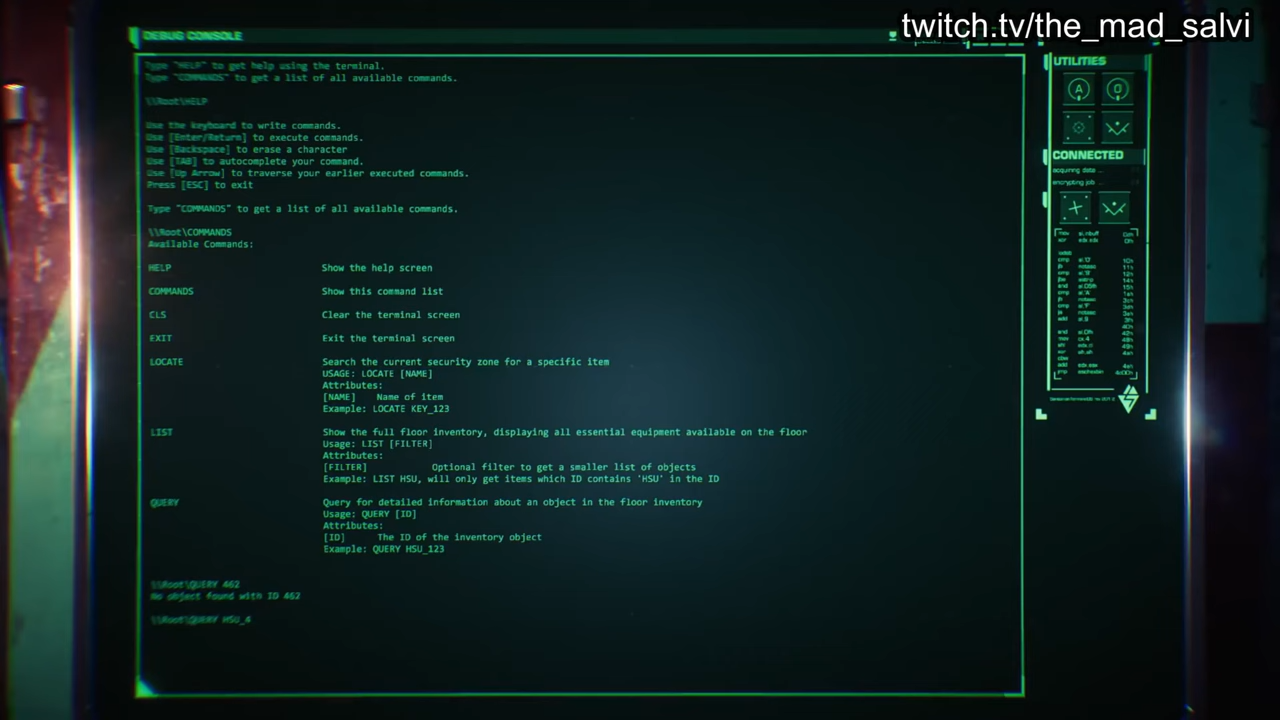 twitch.tv/the_mad_salvi
DEBUG CONSOLE
Type "HELP" to get help using the terminal.
Type "COMMANDS" to get a list of all available commands.
\\Root\HELP
Use the keyboard to write commands.
Use [Enter/Return] to execute commands.
Use [Backspace] to erase a character
Use [TAB] to autocomplete your command.
Use [Up Arrow] to traverse your earlier executed commands.
Press [ESC] to exit
Type "COMMANDS" to get a list of all available commands.
\\Root\COMMANDS
Available Commands:
HELP Show the help screen
COMMANDS Show this command list
CLS Clear the terminal screen
EXIT Exit the terminal screen
LOCATE Search the current security zone for a specific item
USAGE: LOCATE [NAME]
Attributes:
[NAME] Name of item
Example: LOCATE KEY_123
LIST Show the full floor inventory, displaying all essential equipment available on the floor
Usage: LIST [FILTER]
Attributes:
[FILTER] Optional filter to get a smaller list of objects
Example: LIST HSU, will only get items which ID contains 'HSU' in the ID
QUERY Query for detailed information about an object in the floor inventory
Usage: QUERY [ID]
Attributes:
[ID] The ID of the inventory object
Example: QUERY HSU_123
\\Root\QUERY 462
No object found with ID 462
\\Root\QUERY HSU_4
UTILITIES
A
CONNECTED
acquiring data ...
encrypting job ...